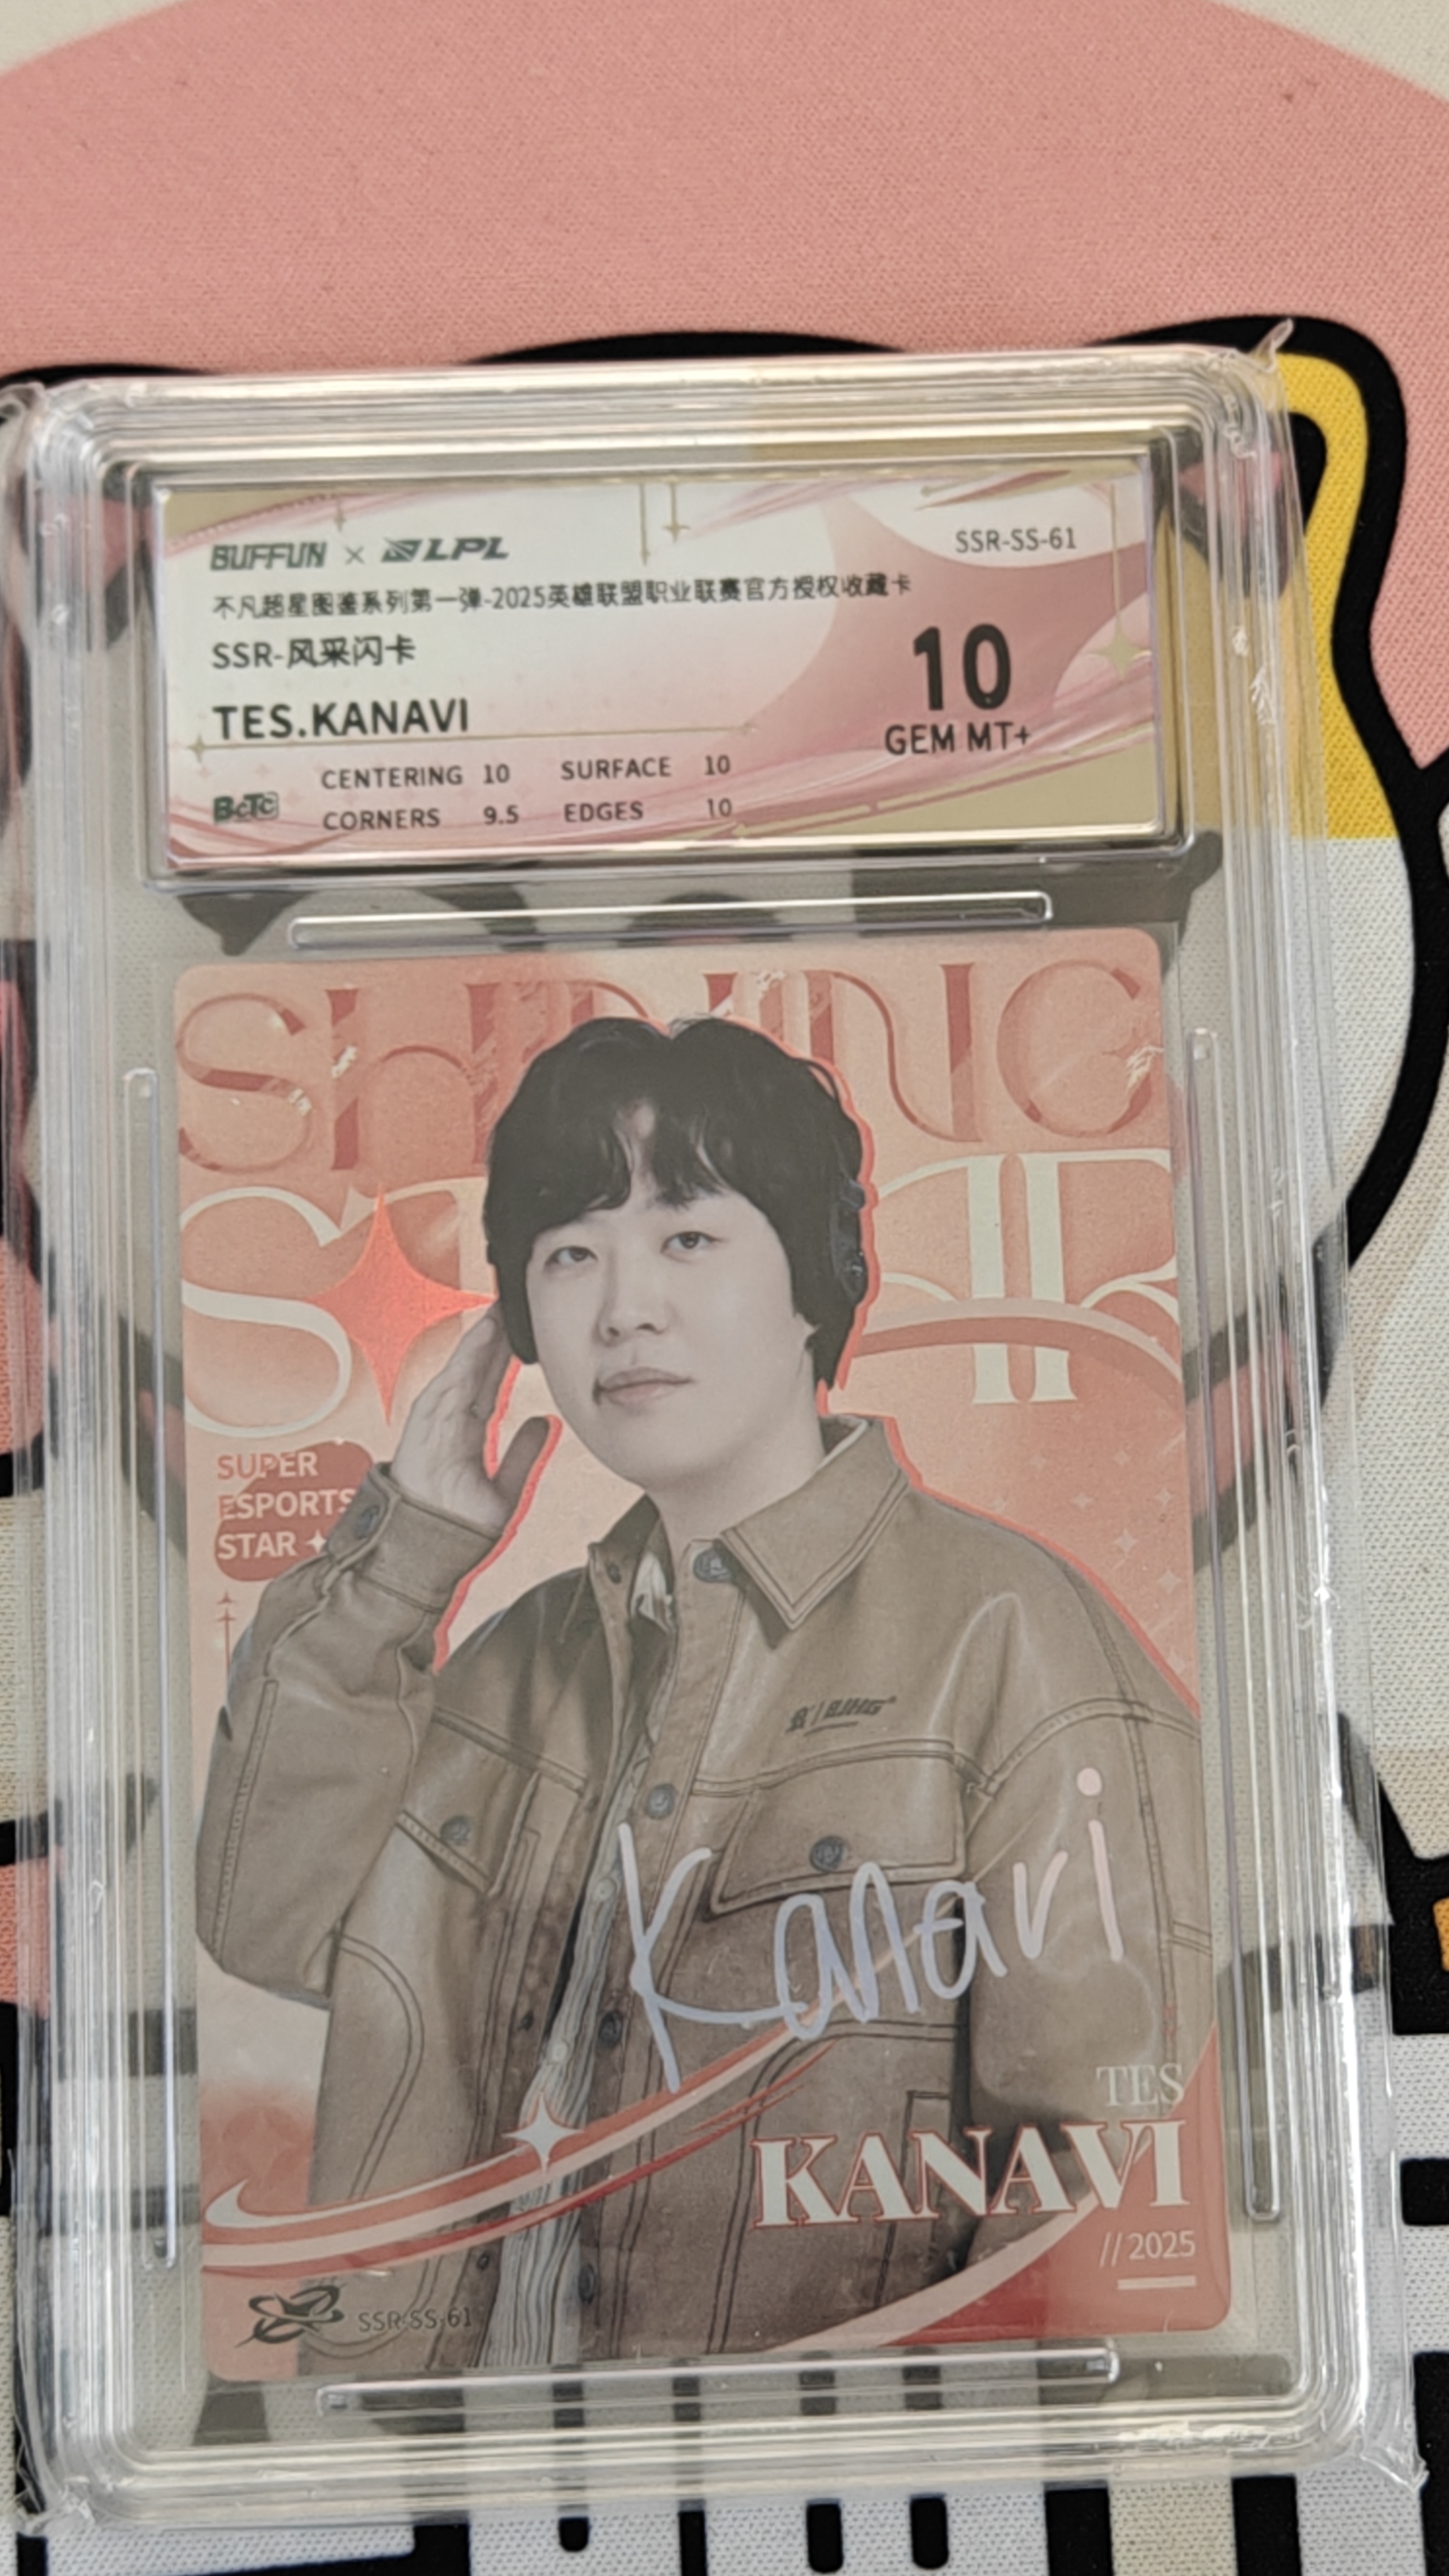 BUFFUN × LPL
SSR-SS-61
不凡超星图鉴系列第一弹-2025英雄联盟职业联赛官方授权收藏卡
SSR-风采闪卡
10
TES.KANAVI
GEM MT+
CENTERING 10 SURFACE 10
BCTC
CORNERS 9.5 EDGES 10
SHINING
STAR
SUPER
ESPORTS
STAR
Kanavi
TES
KANAVI
// 2025
SSR-SS-61